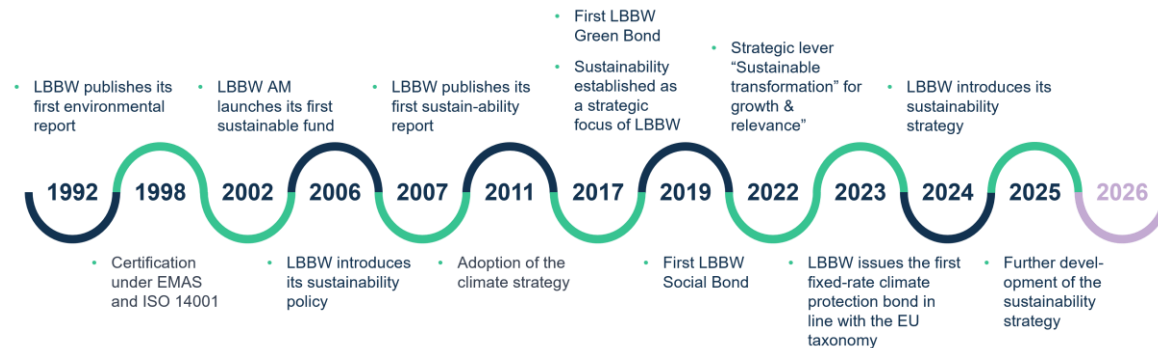 • First LBBW
Green Bond
• Sustainability
established as
a strategic
focus of LBBW
• Strategic lever
“Sustainable
transformation” for
growth &
relevance”
• LBBW publishes its
first environmental
report
• LBBW AM
launches its first
sustainable fund
• LBBW publishes its
first sustain-ability
report
• LBBW introduces its
sustainability
strategy
1992 1998 2002 2006 2007 2011 2017 2019 2022 2023 2024 2025 2026
• Certification
under EMAS
and ISO 14001
• LBBW introduces
its sustainability
policy
• Adoption of the
climate strategy
• First LBBW
Social Bond
• LBBW issues the first
fixed-rate climate
protection bond in
line with the EU
taxonomy
• Further devel-
opment of the
sustainability
strategy